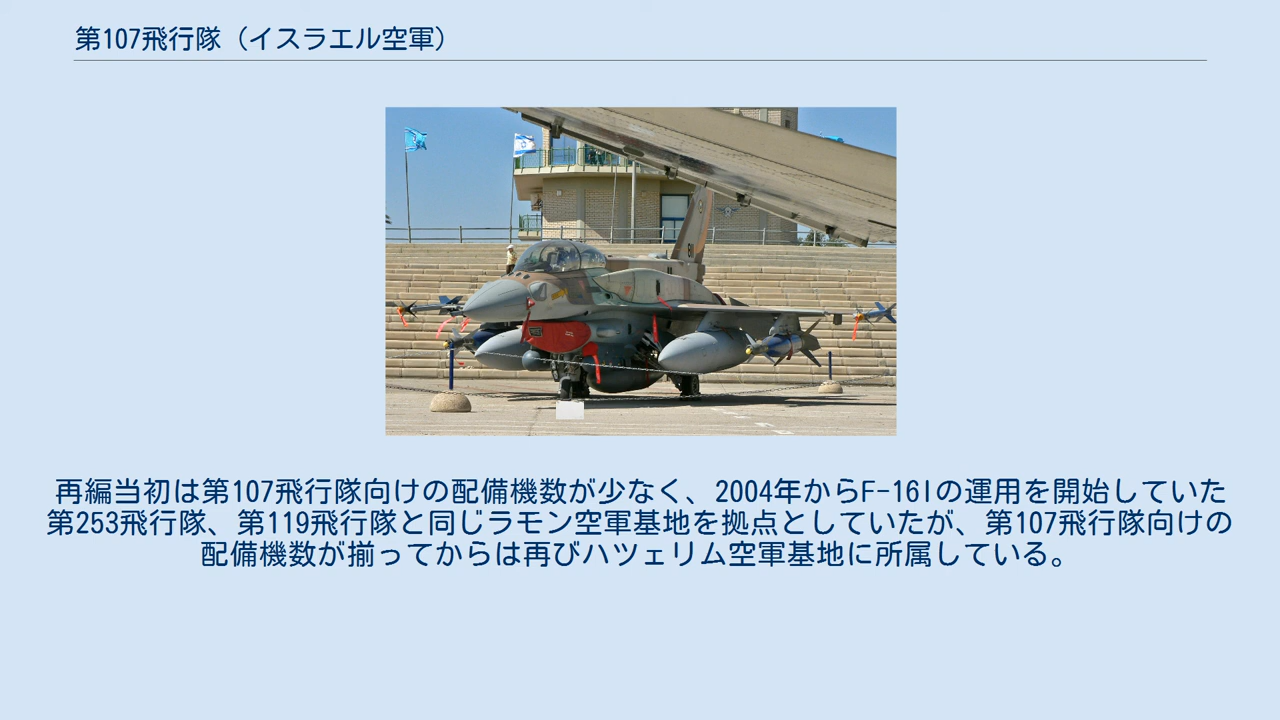 第107飛行隊（イスラエル空軍）
再編当初は第107飛行隊向けの配備機数が少なく、2004年からF-16Iの運用を開始していた
第253飛行隊、第119飛行隊と同じラモン空軍基地を拠点としていたが、第107飛行隊向けの
配備機数が揃ってからは再びハツェリム空軍基地に所属している。